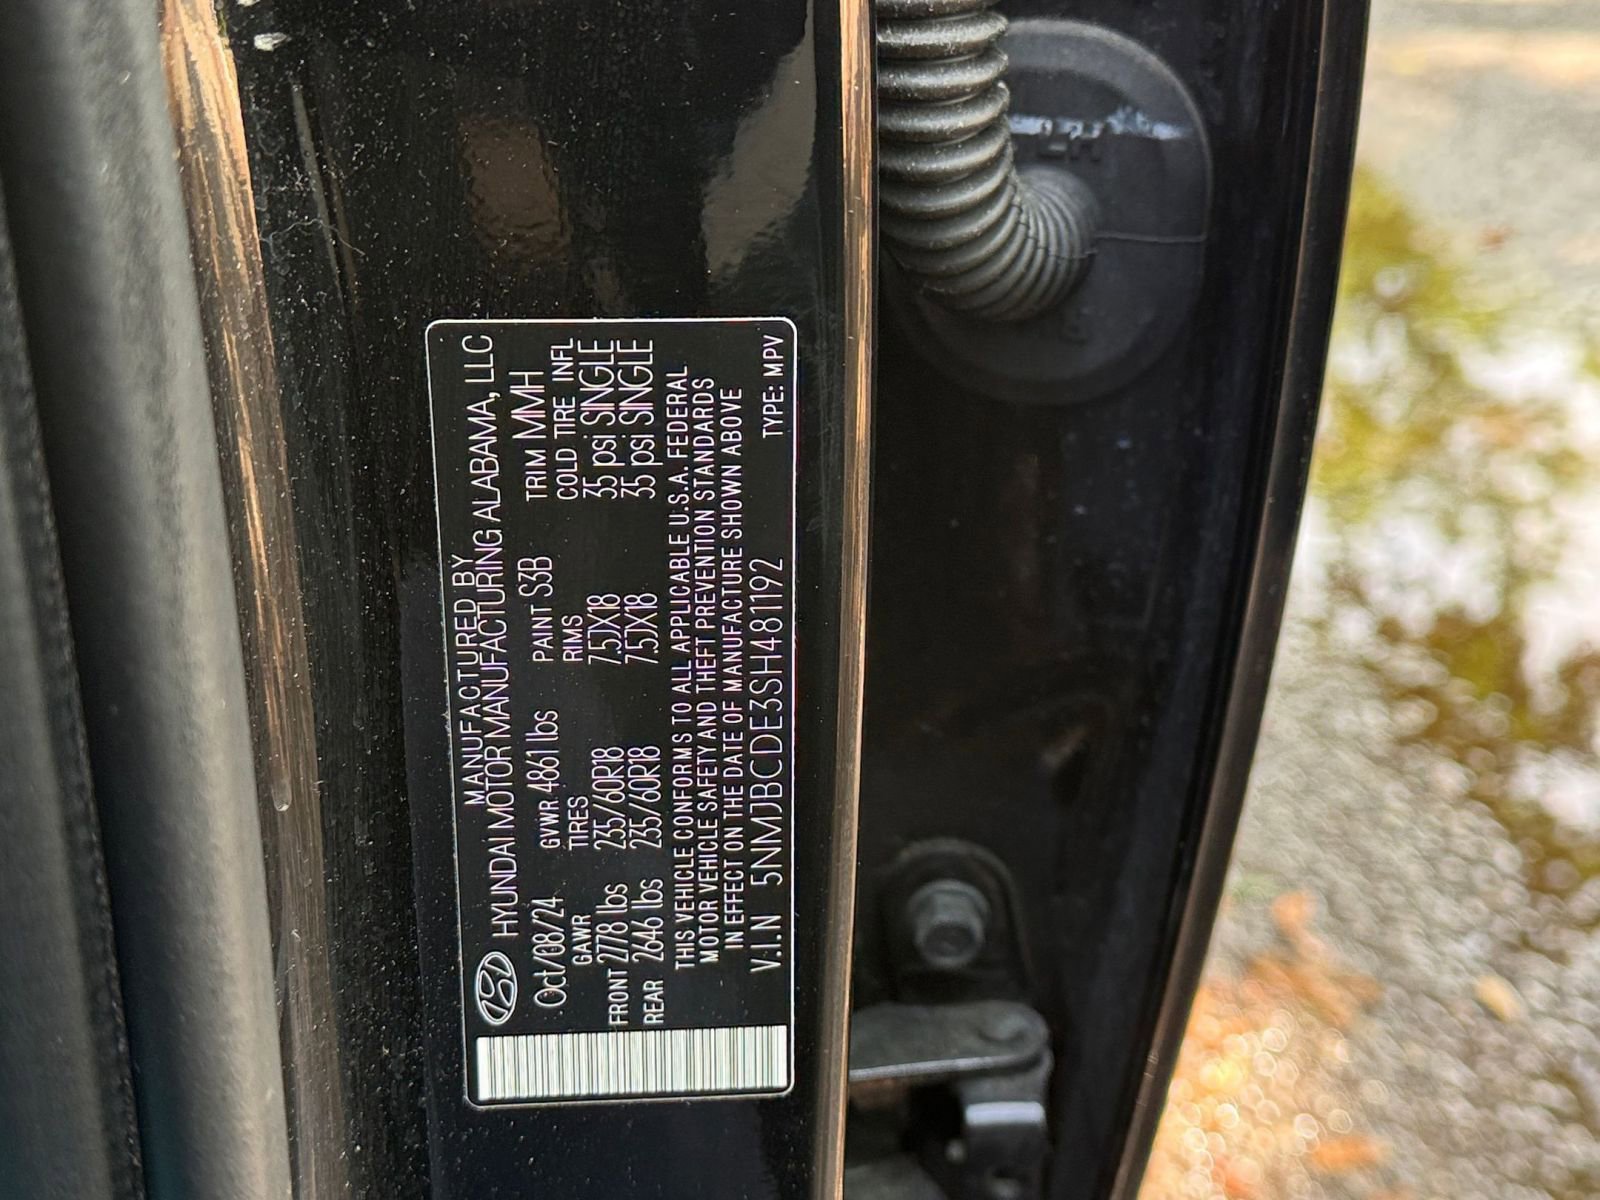 MANUFACTURED BY
HYUNDAI MOTOR MANUFACTURING ALABAMA, LLC
Oct/08/24 GVWR 4861 lbs PAINT S3B TRIM MMH
GAWR TIRES RIMS COLD TIRE INFL
FRONT 2778 lbs 235/60R18 7.5JX18 35 psi SINGLE
REAR 2646 lbs 235/60R18 7.5JX18 35 psi SINGLE
THIS VEHICLE CONFORMS TO ALL APPLICABLE U.S.A. FEDERAL
MOTOR VEHICLE SAFETY AND THEFT PREVENTION STANDARDS
IN EFFECT ON THE DATE OF MANUFACTURE SHOWN ABOVE
V.I.N 5NMJBCDE3SH481192 TYPE: MPV